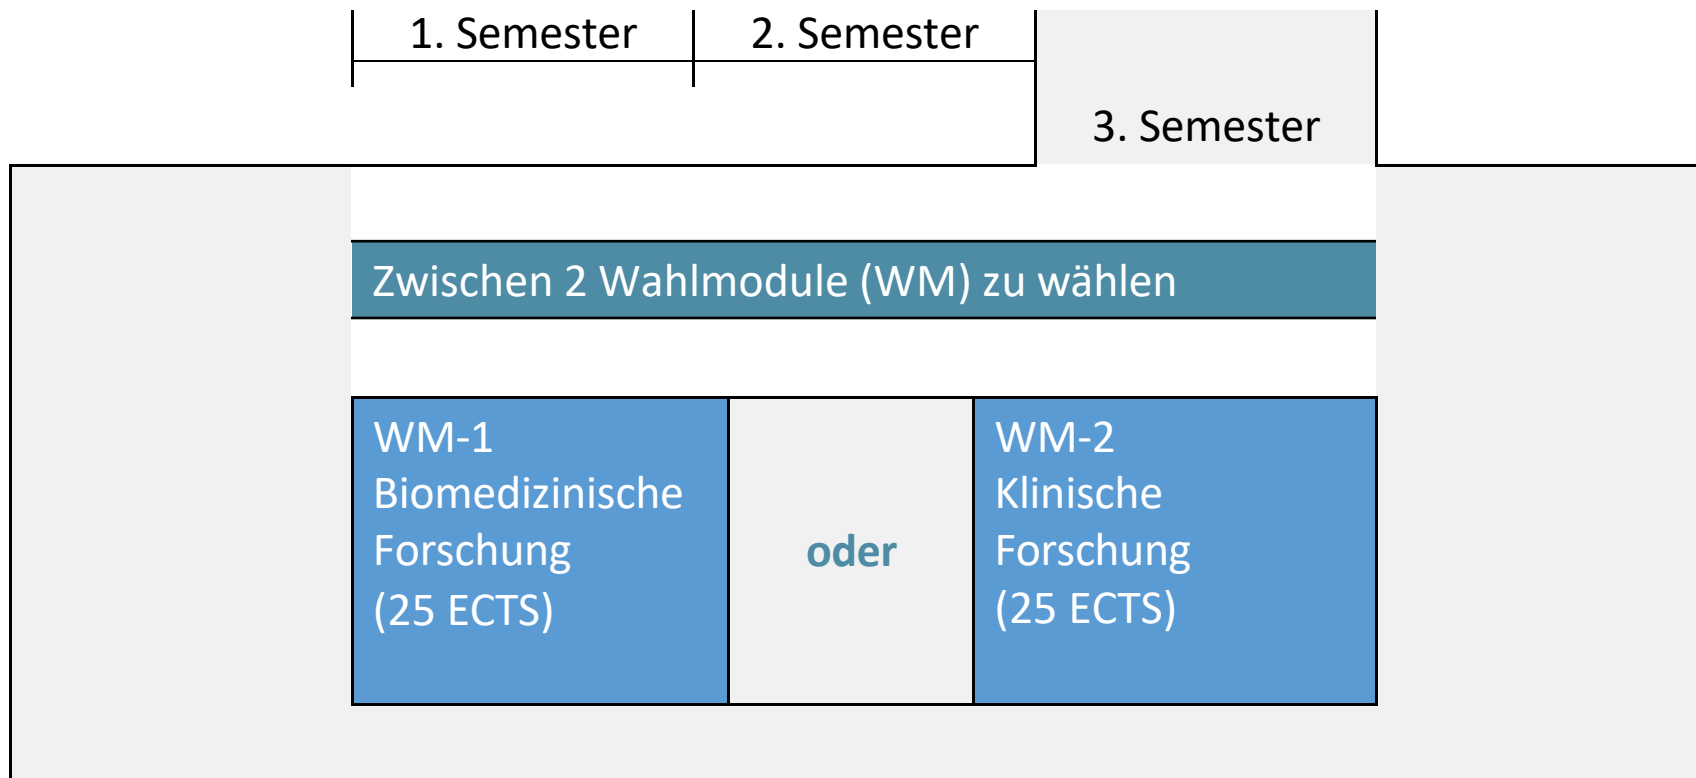 1. Semester
2. Semester
3. Semester
Zwischen 2 Wahlmodule (WM) zu wählen
WM-1
Biomedizinische
Forschung
(25 ECTS)
oder
WM-2
Klinische
Forschung
(25 ECTS)